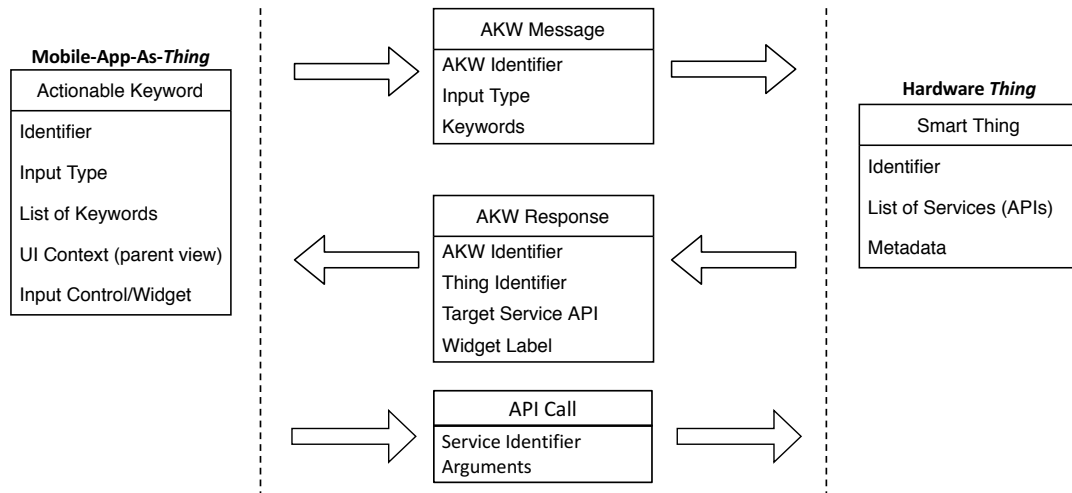 Mobile-App-As-Thing
Actionable Keyword
Identifier
Input Type
List of Keywords
UI Context (parent view)
Input Control/Widget
AKW Message
AKW Identifier
Input Type
Keywords
AKW Response
AKW Identifier
Thing Identifier
Target Service API
Widget Label
API Call
Service Identifier
Arguments
Hardware Thing
Smart Thing
Identifier
List of Services (APIs)
Metadata